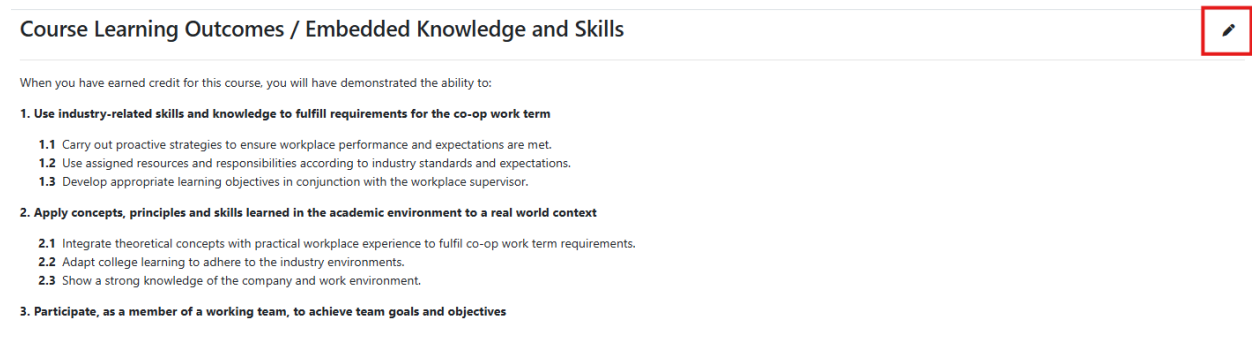 Course Learning Outcomes / Embedded Knowledge and Skills
When you have earned credit for this course, you will have demonstrated the ability to:
1. Use industry-related skills and knowledge to fulfill requirements for the co-op work term
1.1 Carry out proactive strategies to ensure workplace performance and expectations are met.
1.2 Use assigned resources and responsibilities according to industry standards and expectations.
1.3 Develop appropriate learning objectives in conjunction with the workplace supervisor.
2. Apply concepts, principles and skills learned in the academic environment to a real world context
2.1 Integrate theoretical concepts with practical workplace experience to fulfil co-op work term requirements.
2.2 Adapt college learning to adhere to the industry environments.
2.3 Show a strong knowledge of the company and work environment.
3. Participate, as a member of a working team, to achieve team goals and objectives